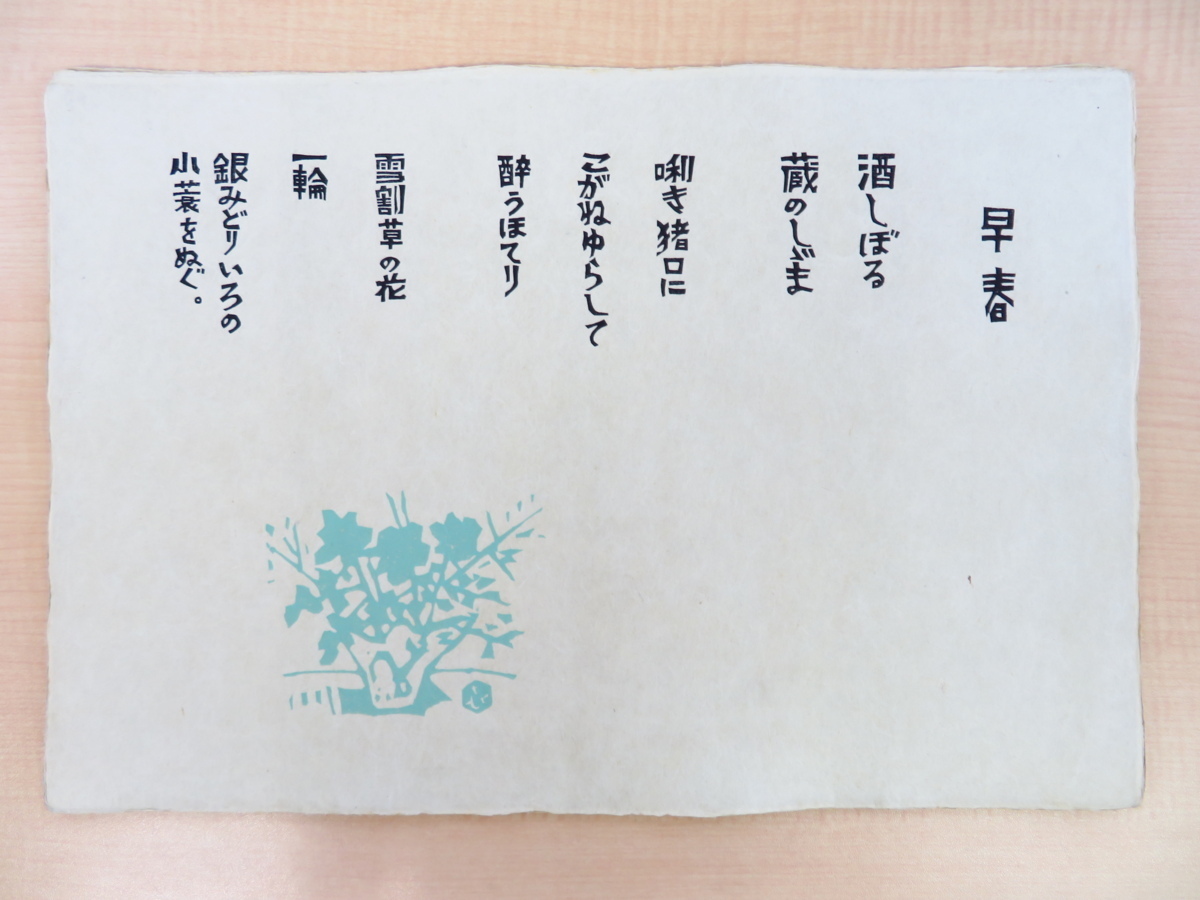 早春
酒しぼる
蔵のしゞま
唎き猪口に
こがねゆらして
酔うほてり
雪割草の花
一輪
銀みどりいろの
小蓑をぬぐ。